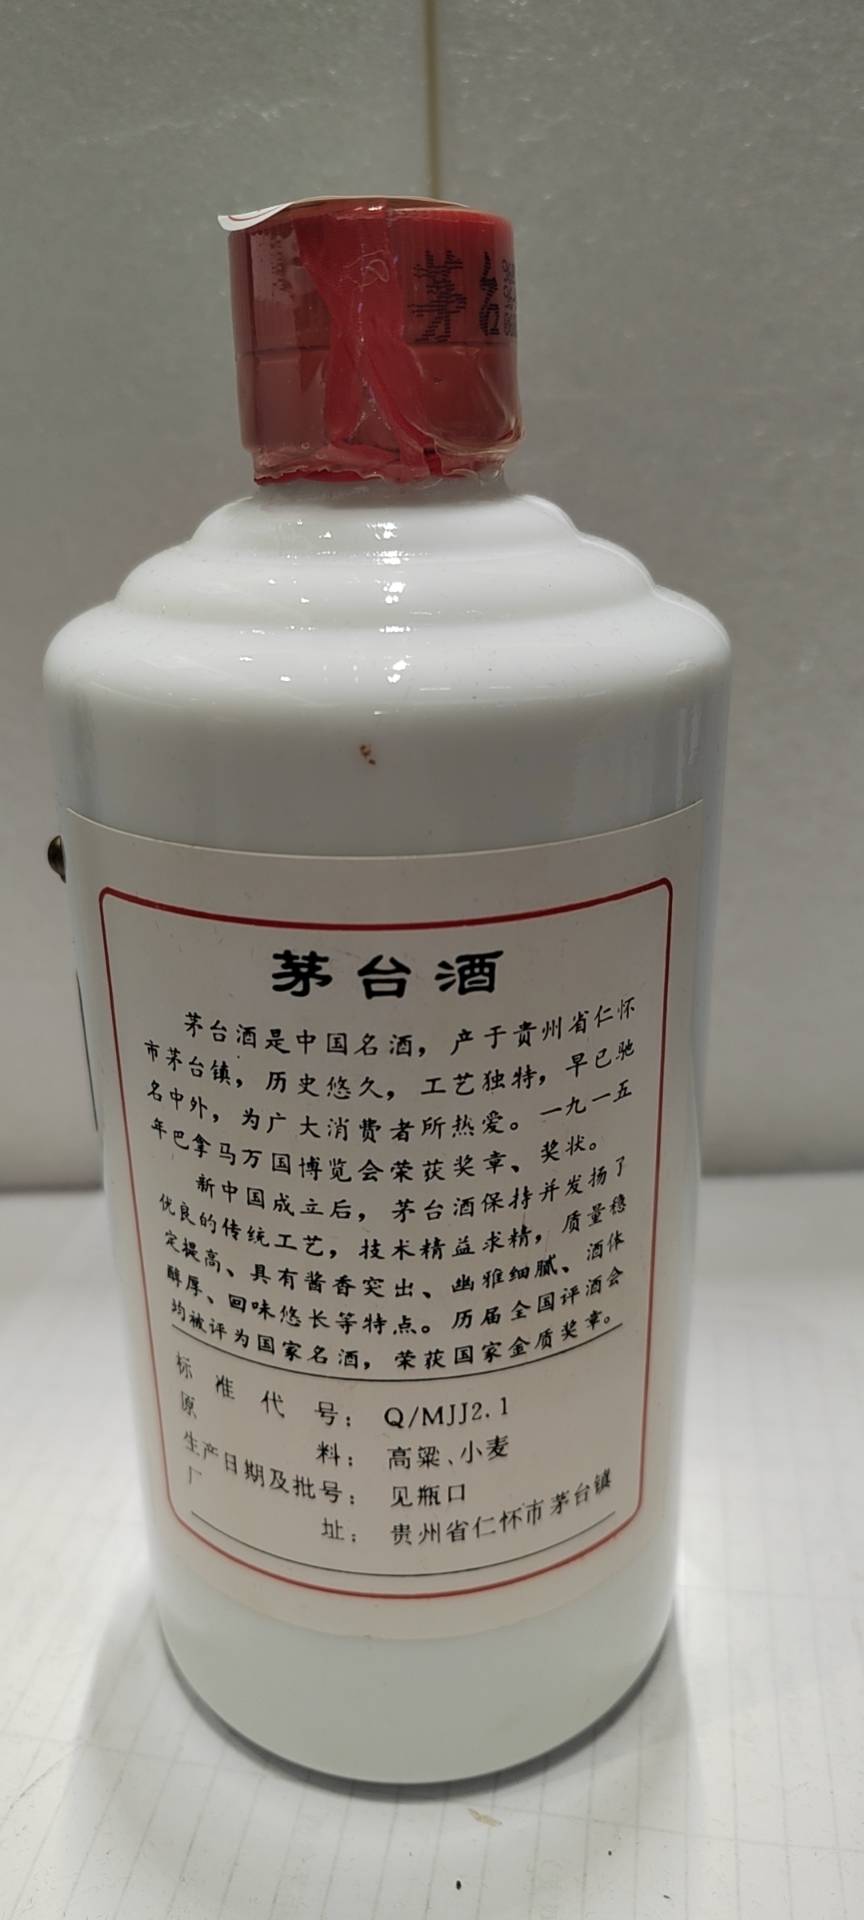 茅台
茅台酒
茅台酒是中国名酒，产于贵州省仁怀
市茅台镇，历史悠久，工艺独特，早已驰
名中外，为广大消费者所热爱。一九一五
年巴拿马万国博览会荣获奖章、奖状。
新中国成立后，茅台酒保持并发扬了
优良的传统工艺，技术精益求精，质量稳
定提高、具有酱香突出、幽雅细腻、酒体
醇厚、回味悠长等特点。历届全国评酒会
均被评为国家名酒，荣获国家金质奖章。
标准代号：Q/MJJ2.1
原料：高粱、小麦
生产日期及批号：见瓶口
厂址：贵州省仁怀市茅台镇